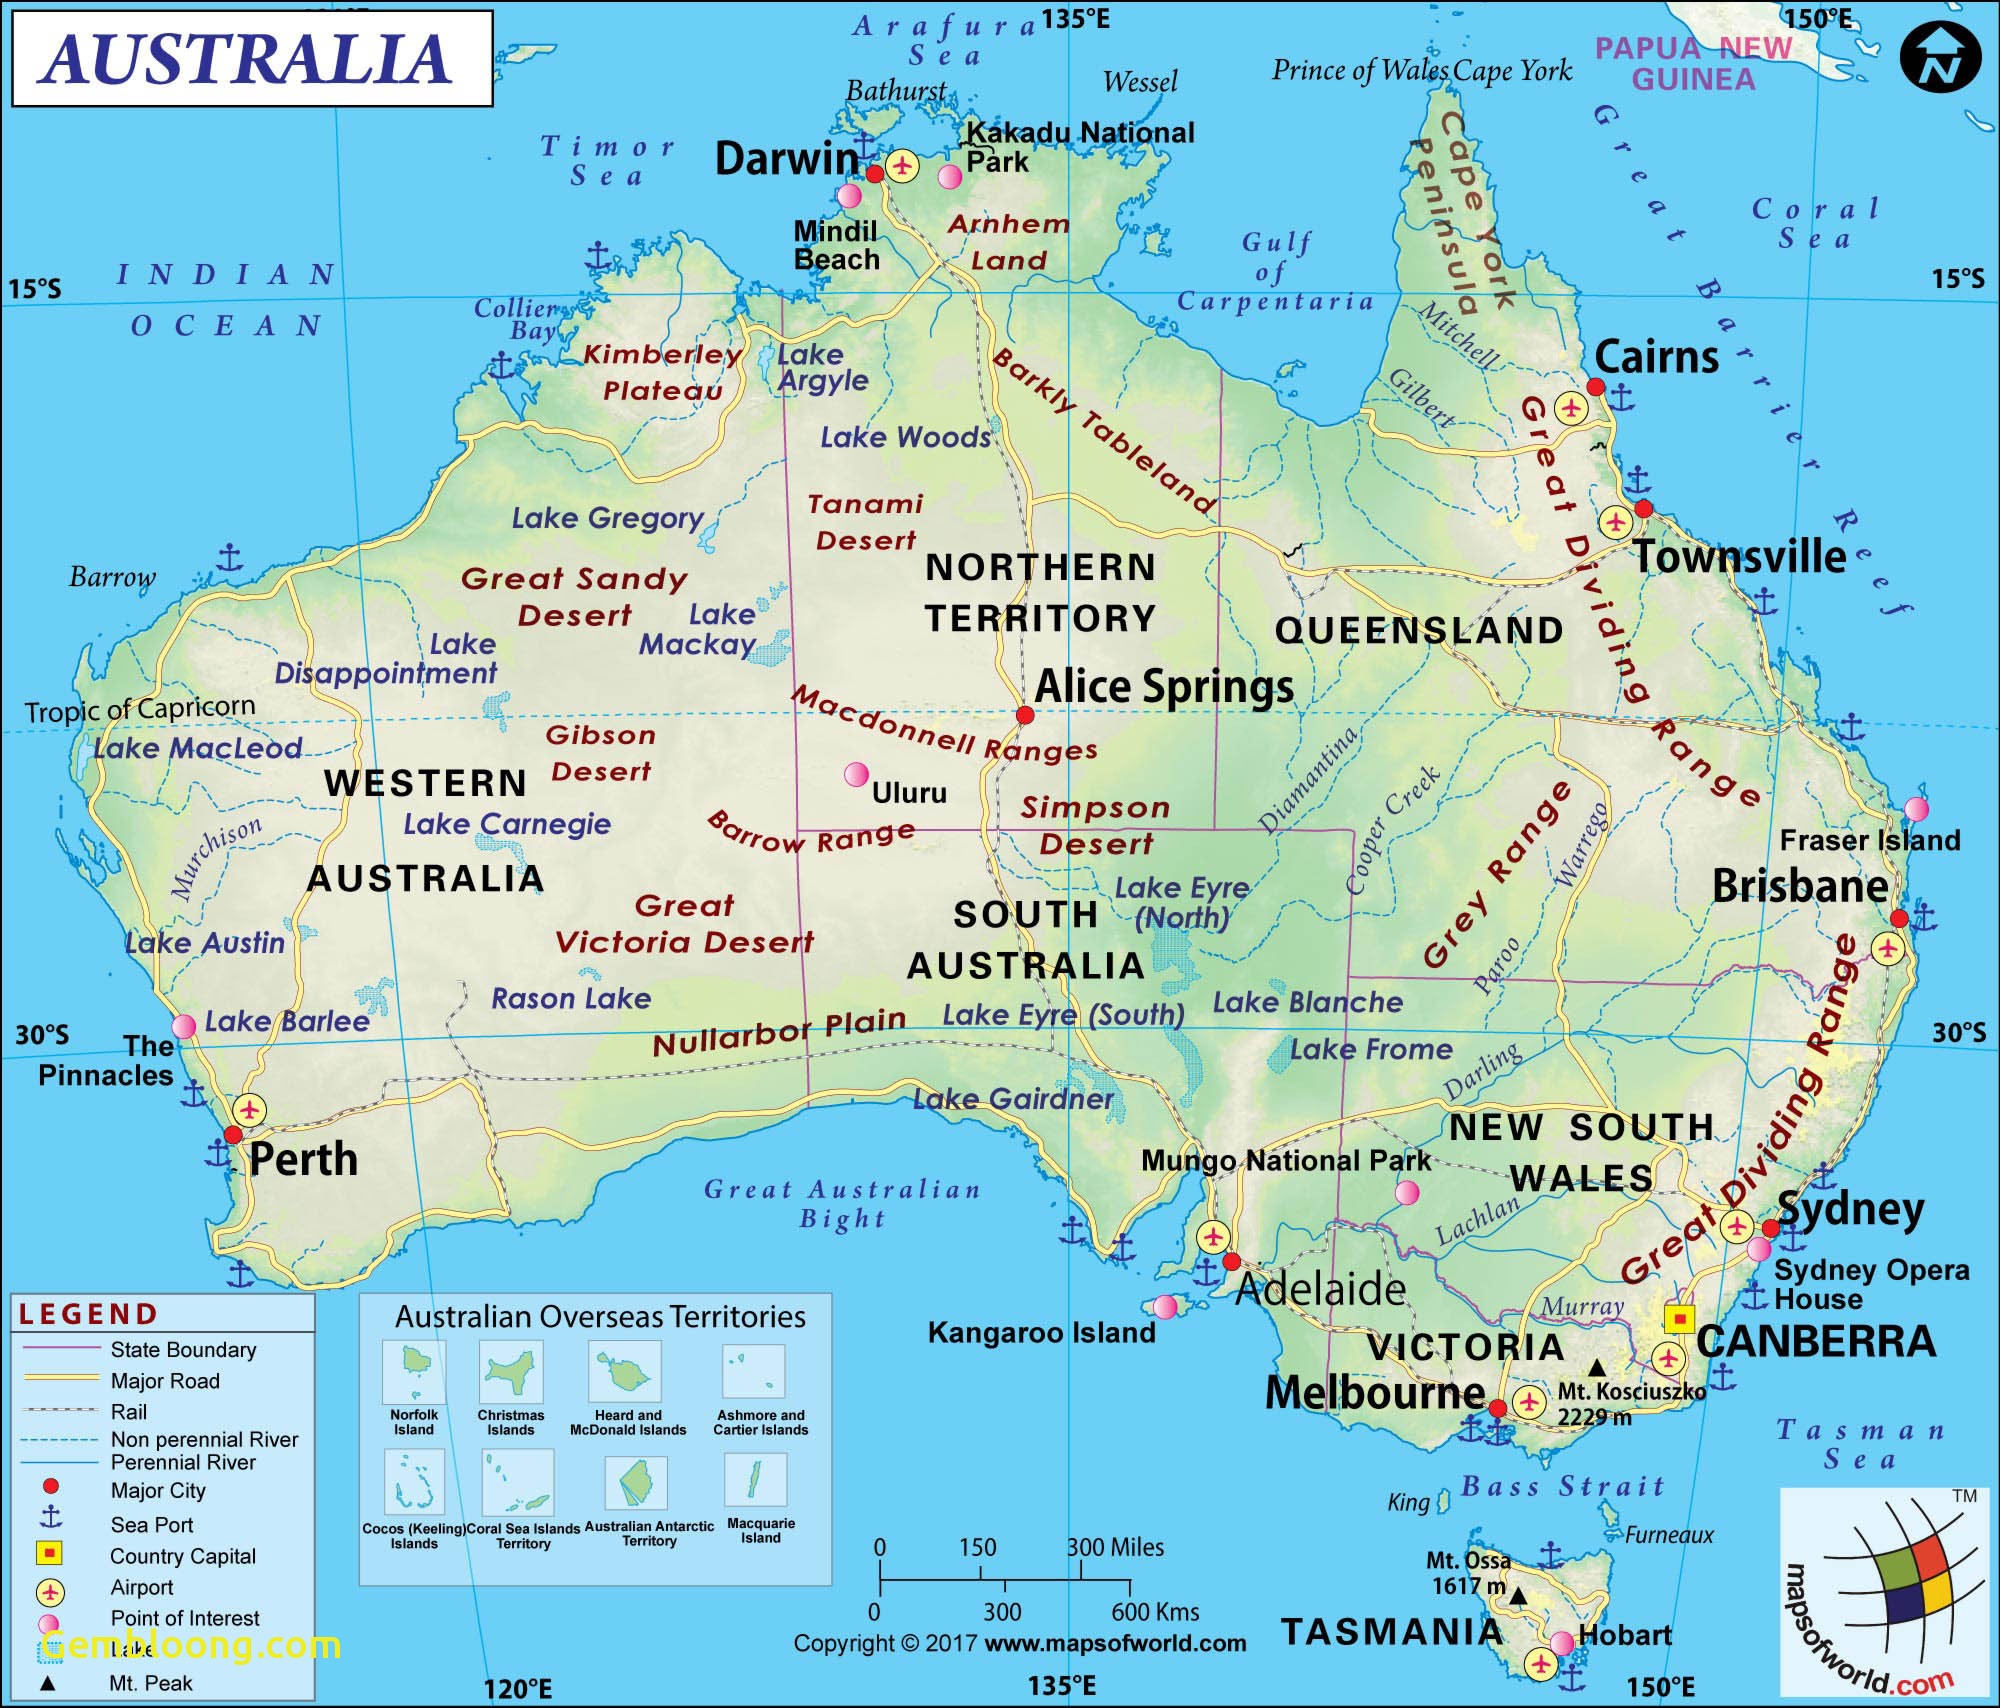 AUSTRALIA
135°E
150°E
Arafura
Sea
Bathurst
Wessel
Prince of Wales
Cape York
PAPUA NEW
GUINEA
N
Timor
Sea
Darwin
Kakadu National
Park
Mindil
Beach
Arnhem
Land
Cape York
Peninsula
Great Barrier Reef
Coral
Sea
Gulf
of
Carpentaria
INDIAN
OCEAN
15°S
15°S
Collier
Bay
Kimberley
Plateau
Lake
Argyle
Lake Woods
Barkly Tableland
Mitchell
Gilbert
Cairns
Great Dividing Range
Lake Gregory
Tanami
Desert
Great Sandy
Desert
Lake
Mackay
NORTHERN
TERRITORY
Townsville
QUEENSLAND
Barrow
Lake
Disappointment
Alice Springs
Tropic of Capricorn
Macdonnell Ranges
Lake MacLeod
Gibson
Desert
WESTERN
AUSTRALIA
Uluru
Simpson
Desert
Diamantina
Cooper Creek
Grey Range
Warrego
Fraser Island
Lake Carnegie
Barrow Range
Murchison
Brisbane
Lake Eyre
(North)
SOUTH
AUSTRALIA
Great
Victoria Desert
Lake Austin
Paroo
Great Dividing Range
Rason Lake
Lake Eyre (South)
Lake Blanche
Lake Barlee
Nullarbor Plain
30°S
30°S
The
Pinnacles
Lake Frome
Darling
Lake Gairdner
NEW SOUTH
WALES
Perth
Mungo National Park
Great Australian
Bight
Lachlan
Sydney
Sydney Opera
House
Adelaide
Kangaroo Island
Murray
CANBERRA
VICTORIA
Melbourne
Mt. Kosciuszko
2229 m
Tasman
Sea
Bass Strait
King
Furneaux
Mt. Ossa
1617 m
TASMANIA
Hobart
LEGEND
State Boundary
Major Road
Rail
Non perennial River
Perennial River
Major City
Sea Port
Country Capital
Airport
Point of Interest
Lake
Gembloong.com
Mt. Peak
Australian Overseas Territories
Norfolk
Island
Christmas
Islands
Heard and
McDonald Islands
Ashmore and
Cartier Islands
Cocos (Keeling)
Islands
Coral Sea Islands
Territory
Australian Antarctic
Territory
Macquarie
Island
0 150 300 Miles
0 300 600 Kms
Copyright © 2017 www.mapsofworld.com
120°E
135°E
150°E
TM
mapsofworld.com